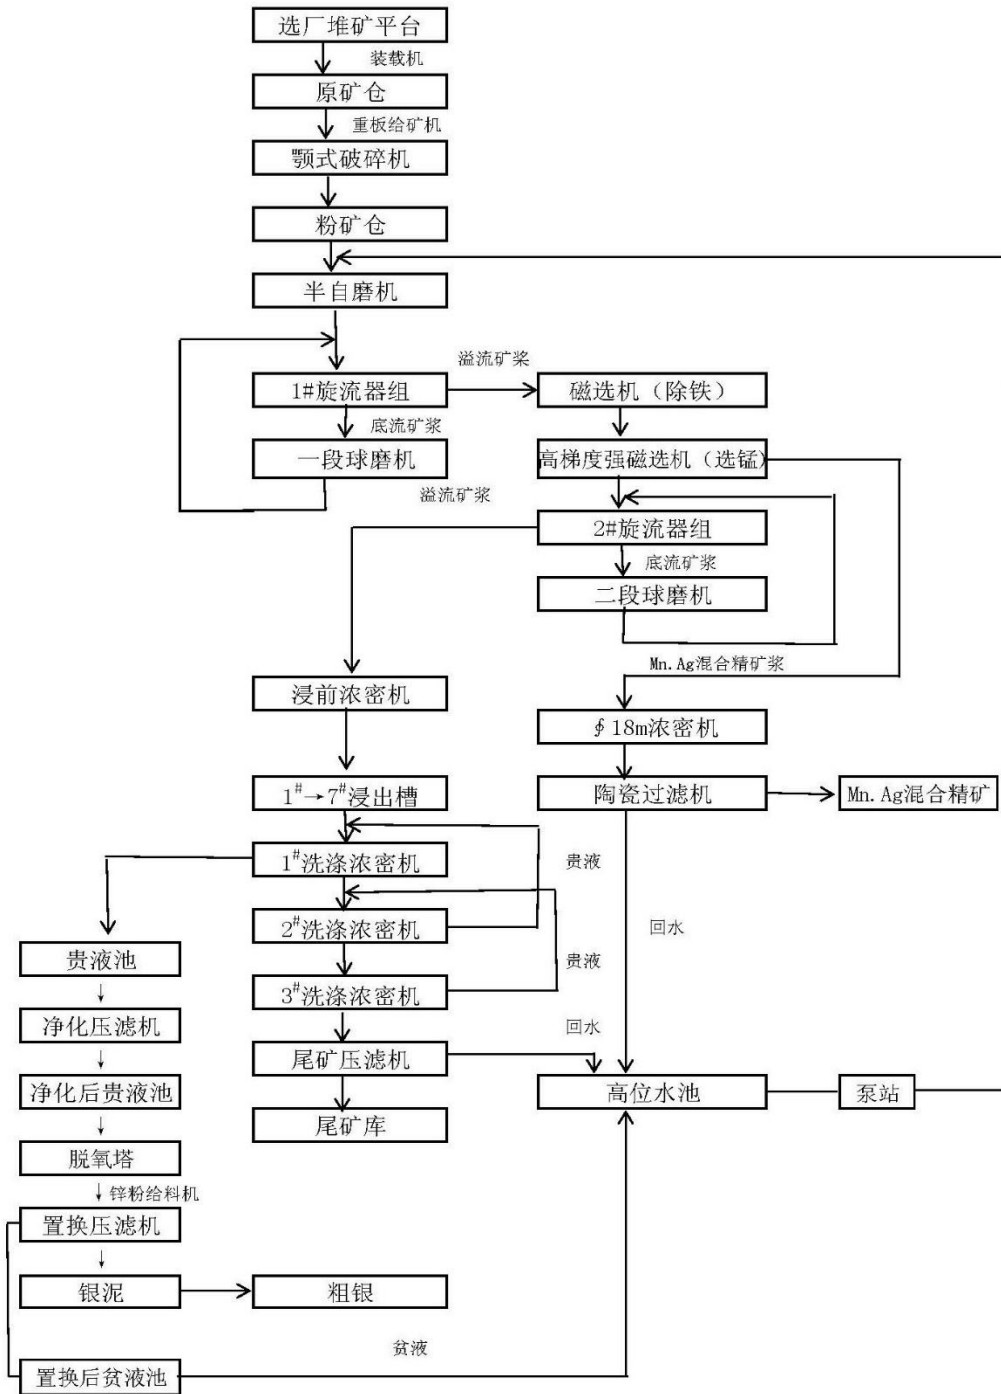 选厂堆矿平台
装载机
原矿仓
重板给矿机
颚式破碎机
粉矿仓
半自磨机
溢流矿桨
1#旋流器组
磁选机（除铁）
底流矿浆
一段球磨机
高梯度强磁选机（选锰）
溢流矿浆
2#旋流器组
底流矿浆
二段球磨机
Mn.Ag混合精矿浆
浸前浓密机
∮18m浓密机
1#→7#浸出槽
陶瓷过滤机
Mn.Ag混合精矿
1#洗涤浓密机
贵液
2#洗涤浓密机
回水
贵液池
贵液
3#洗涤浓密机
净化压滤机
回水
尾矿压滤机
净化后贵液池
高位水池
泵站
尾矿库
脱氧塔
锌粉给料机
置换压滤机
银泥
粗银
贫液
置换后贫液池